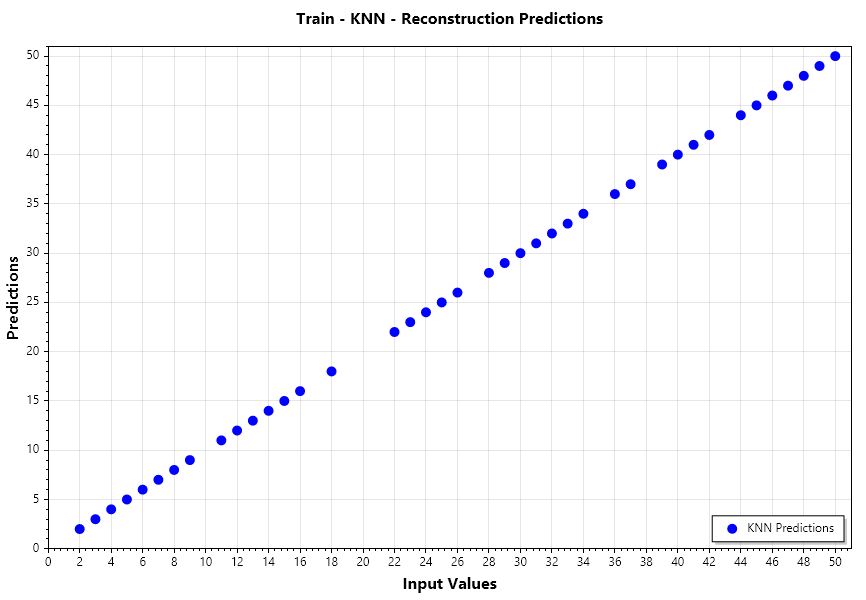 Train - KNN - Reconstruction Predictions
50
45
40
35
30
25
20
15
10
5
0
Predictions
KNN Predictions
0 2 4 6 8 10 12 14 16 18 20 22 24 26 28 30 32 34 36 38 40 42 44 46 48 50
Input Values